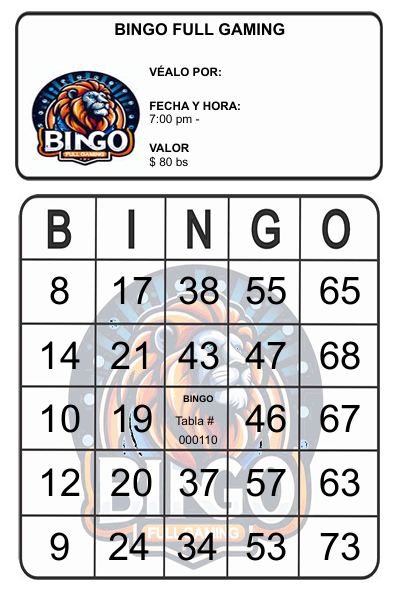 BINGO FULL GAMING
VÉALO POR:
FECHA Y HORA:
7:00 pm -
VALOR
$ 80 bs
BINGO
FULL GAMING
B I N G O
8 17 38 55 65
14 21 43 47 68
10 19 BINGO 46 67
Tabla #
000110
12 20 37 57 63
BINGO
9 24 34 53 73
FULL GAMING